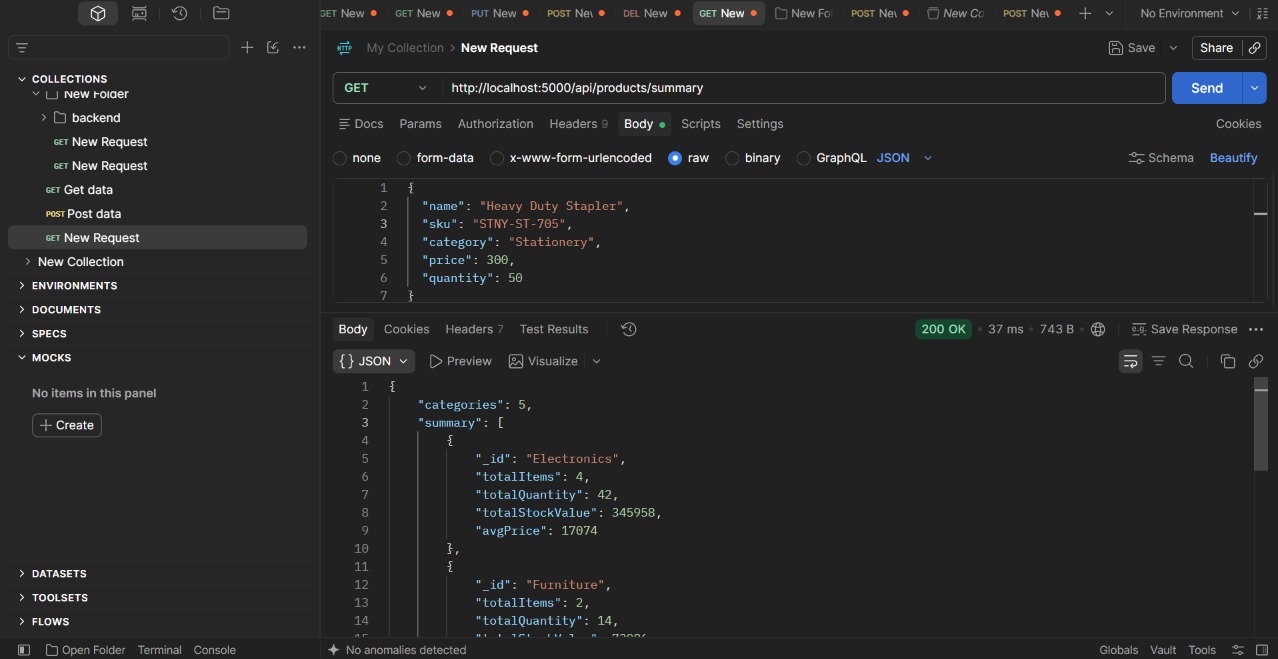 GET New GET New PUT New POST Nev DEL New GET New New Fo POST Nev New Co POST Nev No Environment
My Collection > New Request Save Share
COLLECTIONS
New Folder
backend
GET New Request
GET New Request
GET Get data
POST Post data
GET New Request
New Collection
ENVIRONMENTS
DOCUMENTS
SPECS
MOCKS
No items in this panel
+ Create
DATASETS
TOOLSETS
FLOWS
GET http://localhost:5000/api/products/summary Send
Docs Params Authorization Headers 9 Body Scripts Settings Cookies
none form-data x-www-form-urlencoded raw binary GraphQL JSON Schema Beautify
1 {
2 "name": "Heavy Duty Stapler",
3 "sku": "STNY-ST-705",
4 "category": "Stationery",
5 "price": 300,
6 "quantity": 50
7 }
Body Cookies Headers 7 Test Results 200 OK • 37 ms • 743 B • e.g. Save Response
{} JSON Preview Visualize
1 {
2 "categories": 5,
3 "summary": [
4 {
5 "_id": "Electronics",
6 "totalItems": 4,
7 "totalQuantity": 42,
8 "totalStockValue": 345958,
9 "avgPrice": 17074
10 },
11 {
12 "_id": "Furniture",
13 "totalItems": 2,
14 "totalQuantity": 14,
Open Folder Terminal Console No anomalies detected Globals Vault Tools